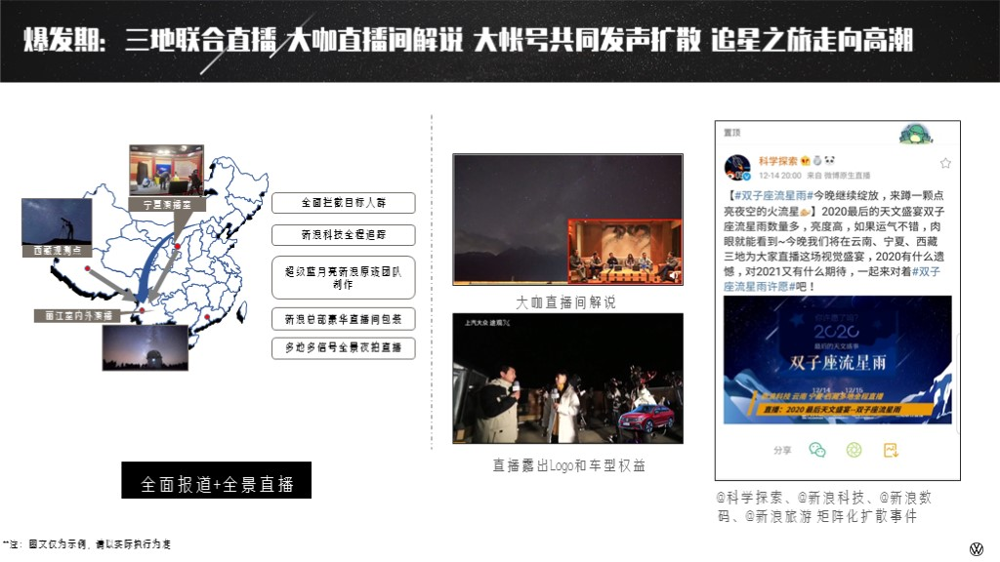 爆发期：三地联合直播 大咖直播间解说 大帐号共同发声扩散 追星之旅走向高潮
宁夏演播室
西藏观测点
丽江室内外演播
全面拦截目标人群
新浪科技全程追踪
超级蓝月亮新浪原班团队
制作
新浪总部豪华直播间包装
多地多信号全景夜拍直播
全面报道+全景直播
大咖直播间解说
上汽大众 途观X
直播露出Logo和车型权益
置顶
科学探索
12-14 20:00 来自 微博原生直播
【#双子座流星雨#今晚继续绽放，来蹲一颗点
亮夜空的火流星】2020最后的天文盛宴双子
座流星雨数量多，亮度高，如果运气不错，肉
眼就能看到~今晚我们将在云南、宁夏、西藏
三地为大家直播这场视觉盛宴，2020有什么遗
憾，对2021又有什么期待，一起来对着#双子
座流星雨许愿#吧！
2020
最后的天文盛事
双子座流星雨
12/14 12/15
直播：2020 最后天文盛宴--双子座流星雨
分享
@科学探索、@新浪科技、@新浪数
码、@新浪旅游 矩阵化扩散事件
**注：图文仅为示例，请以实际执行为准